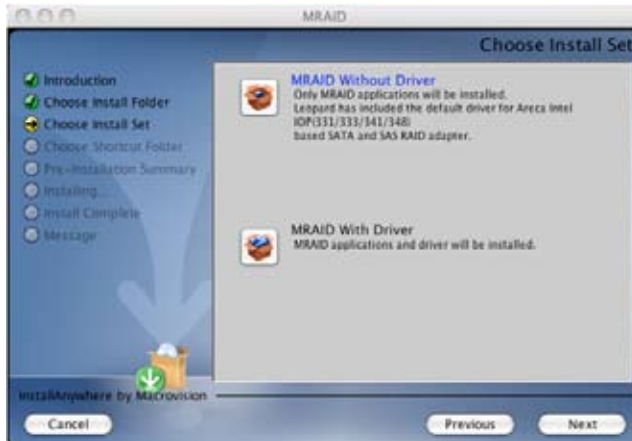 MRAID
Choose Install Set
Introduction
Choose Install Folder
Choose Install Set
Choose Shortcut Folder
Pre-Installation Summary
Installing...
Install Complete
Message
MRAID Without Driver
Only MRAID applications will be installed.
Leopard has included the default driver for Areca Intel
IOP(331/333/341/348)
based SATA and SAS RAID adapter.
MRAID With Driver
MRAID applications and driver will be installed.
InstallAnywhere by Macrovision
Cancel
Previous
Next